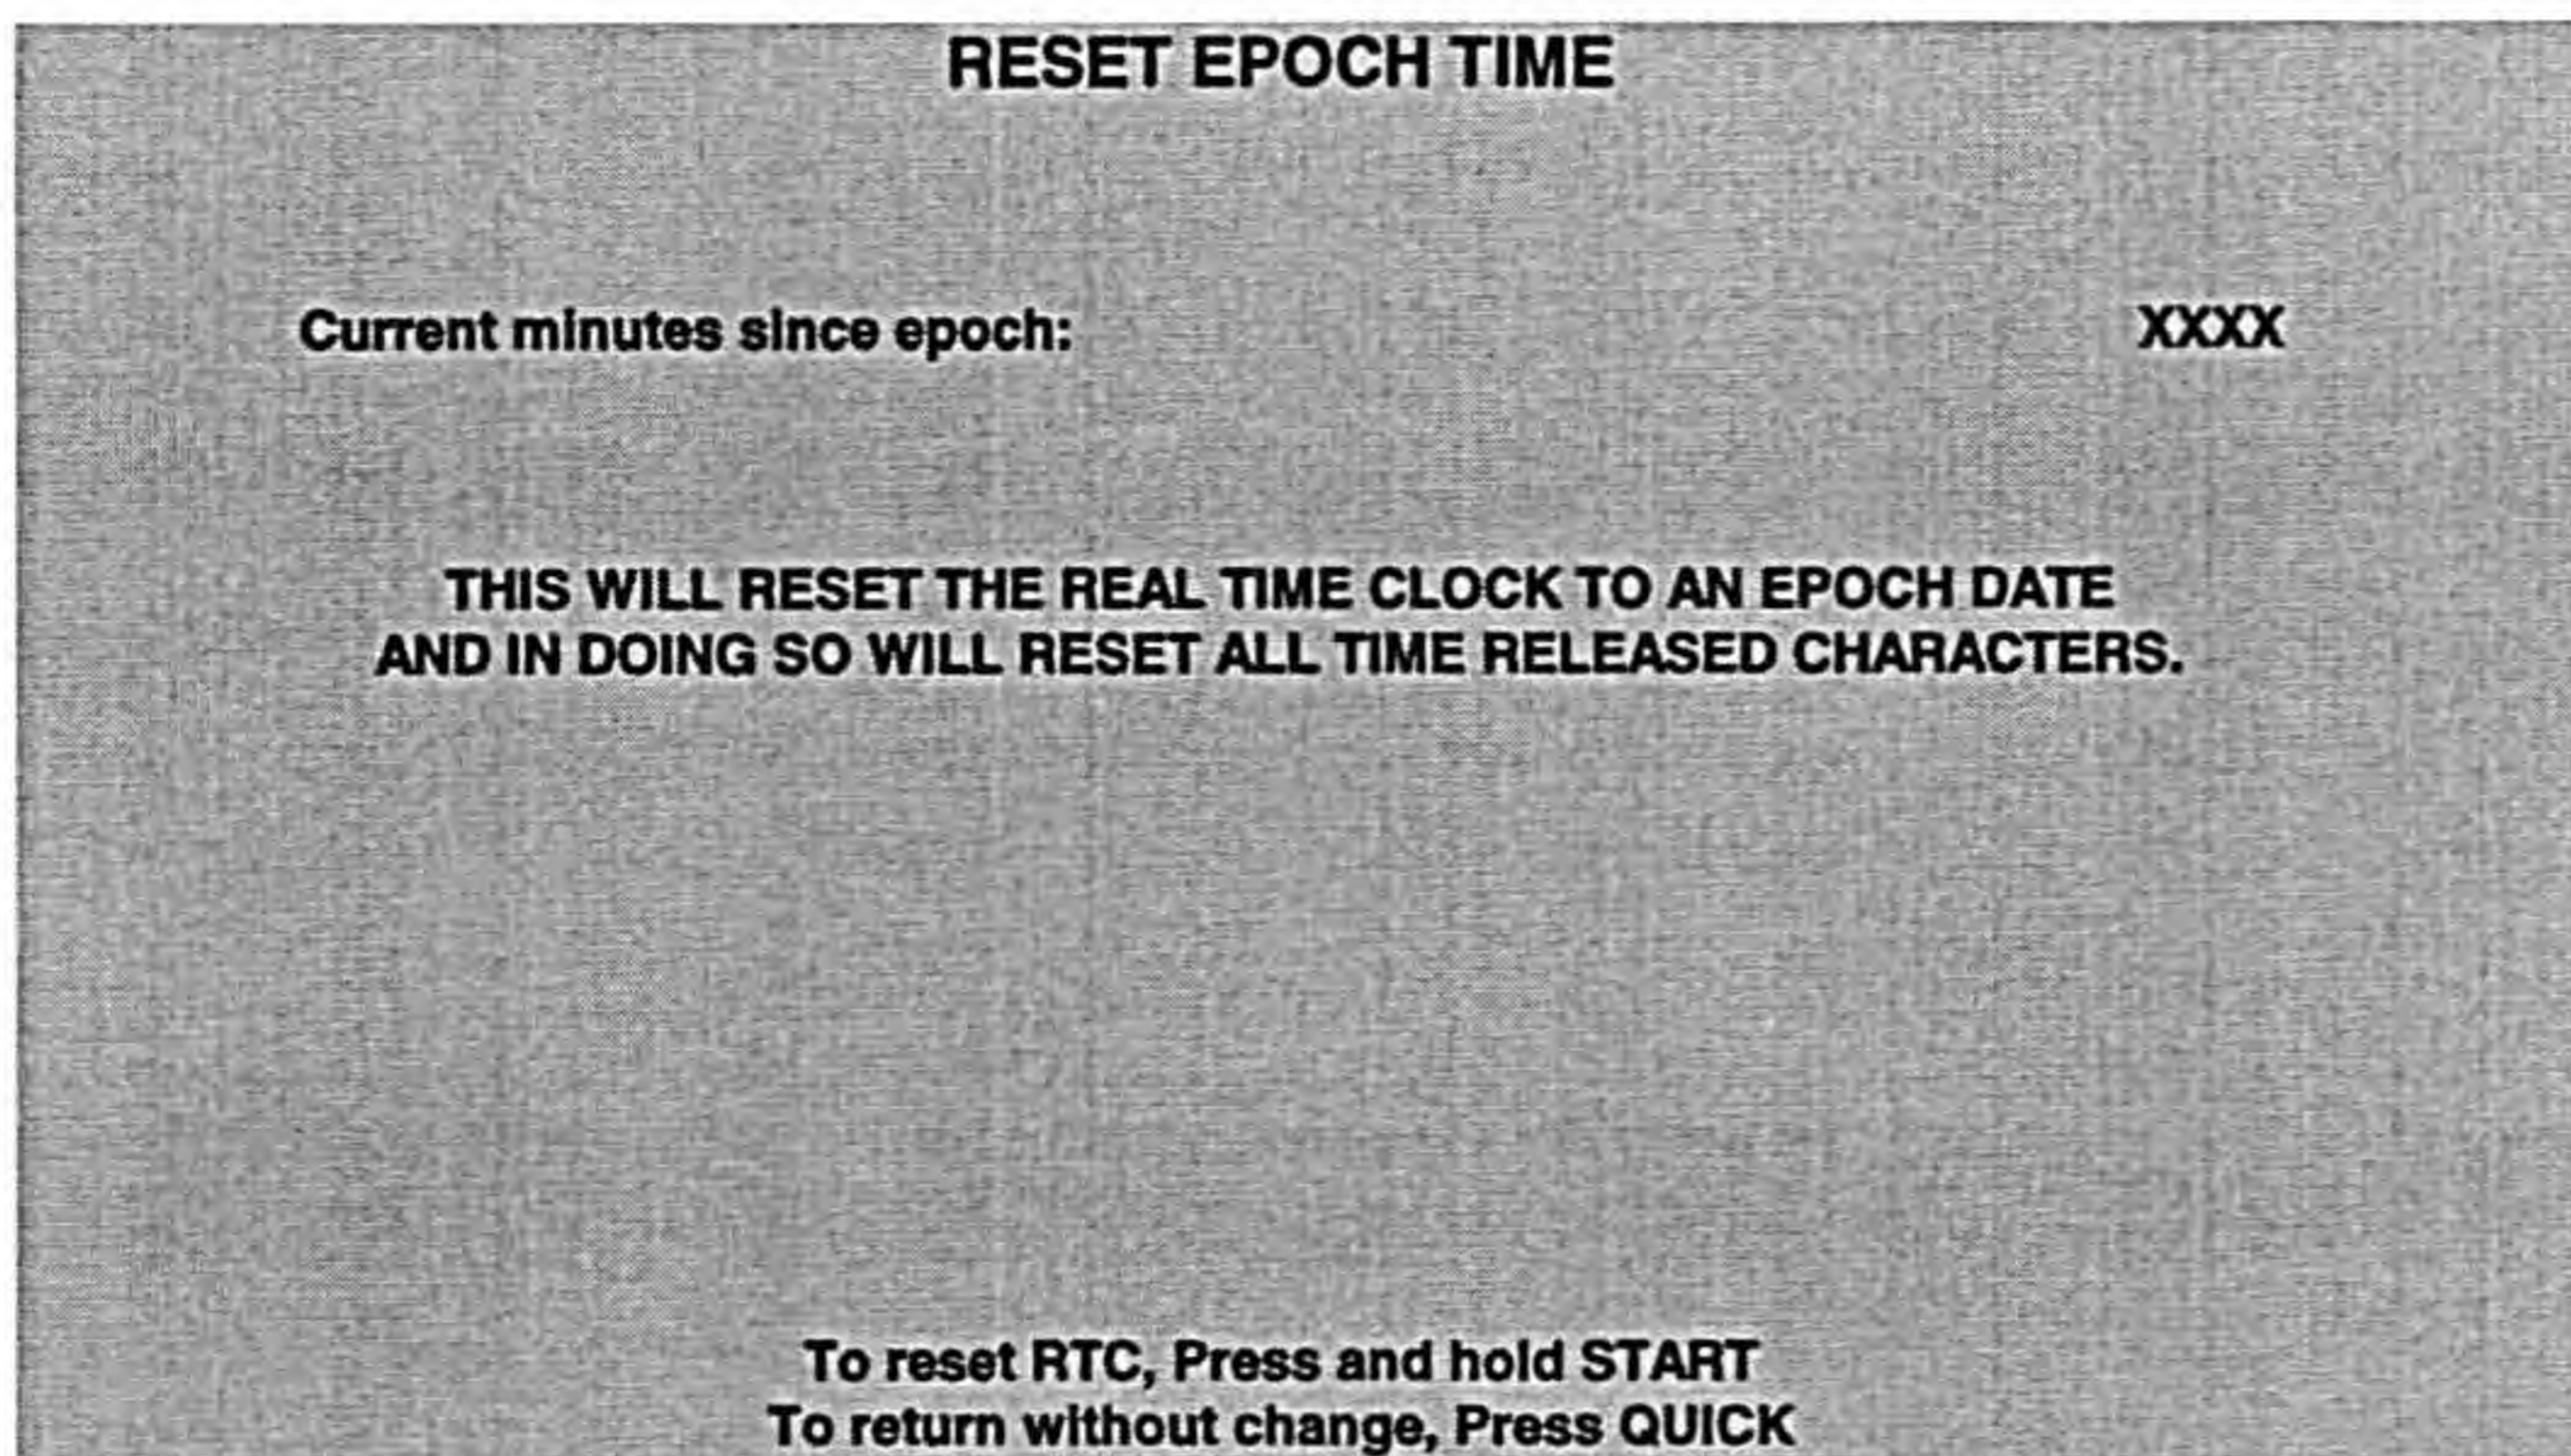 RESET EPOCH TIME
Current minutes since epoch: XXXX
THIS WILL RESET THE REAL TIME CLOCK TO AN EPOCH DATE
AND IN DOING SO WILL RESET ALL TIME RELEASED CHARACTERS.
To reset RTC, Press and hold START
To return without change, Press QUICK